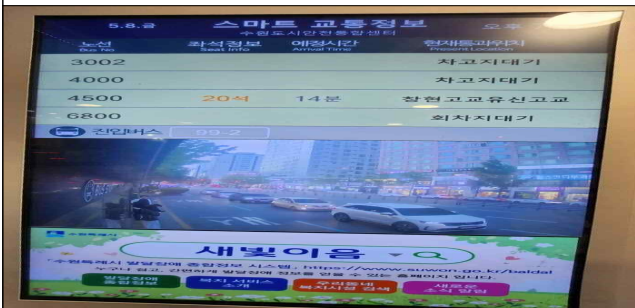 5.8.금 스마트 교통정보 오후
수원도시안전통합센터
노선 좌석정보 예정시간 현재통과위치
Bus No Seat Info Arrival Time Present Location
3002 차고지대기
4000 차고지대기
4500 20석 14분 창현고교유신고교
6800 회차지대기
진입버스 99-2
수원특례시
새빛이음
"수원특례시 발달장애 종합정보 시스템, https://www.suwon.go.kr/baldal
누구나 쉽고, 간편하게 발달장애 정보를 얻을 수 있는 홈페이지 입니다.
발달장애 종합정보 복지서비스 소개 우리동네 복지시설 검색 새로운 소식 알림